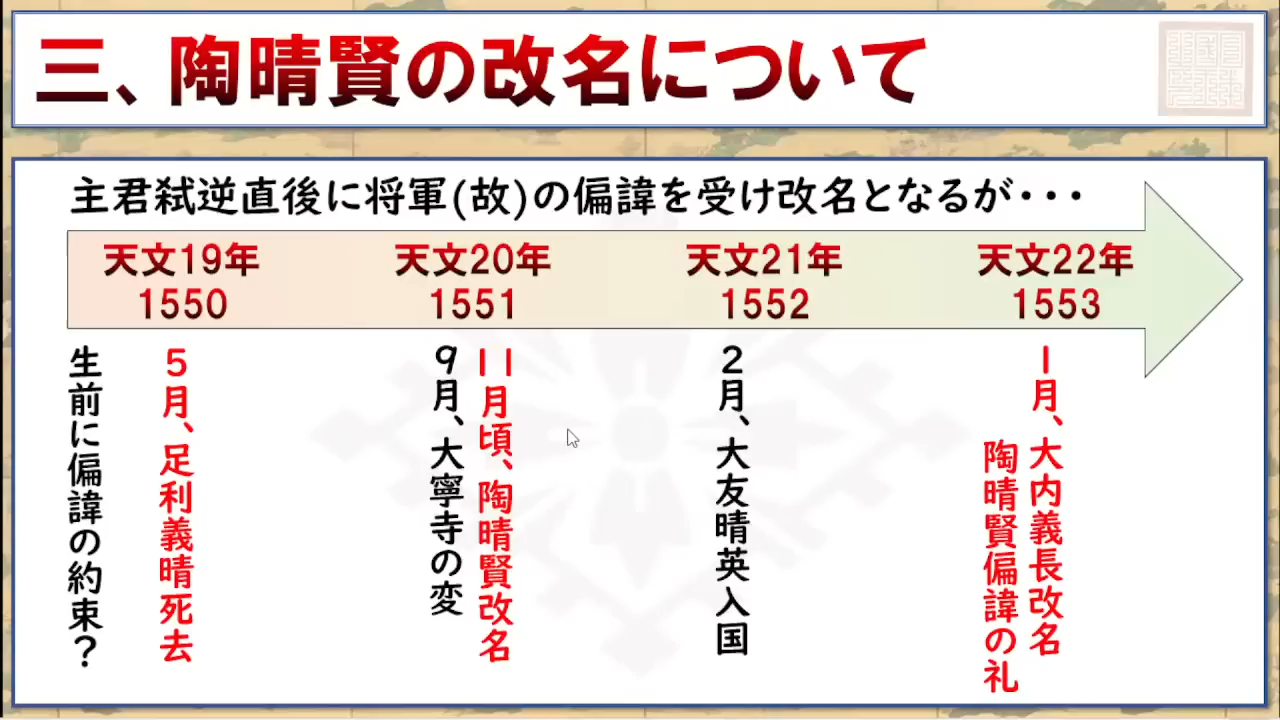 三、陶晴賢の改名について
主君弑逆直後に将軍(故)の偏諱を受け改名となるが・・・
天文19年
1550
天文20年
1551
天文21年
1552
天文22年
1553
生前に偏諱の約束？
５月、足利義晴死去
９月、大寧寺の変
１１月頃、陶晴賢改名
２月、大友晴英入国
１月、大内義長改名
陶晴賢偏諱の礼